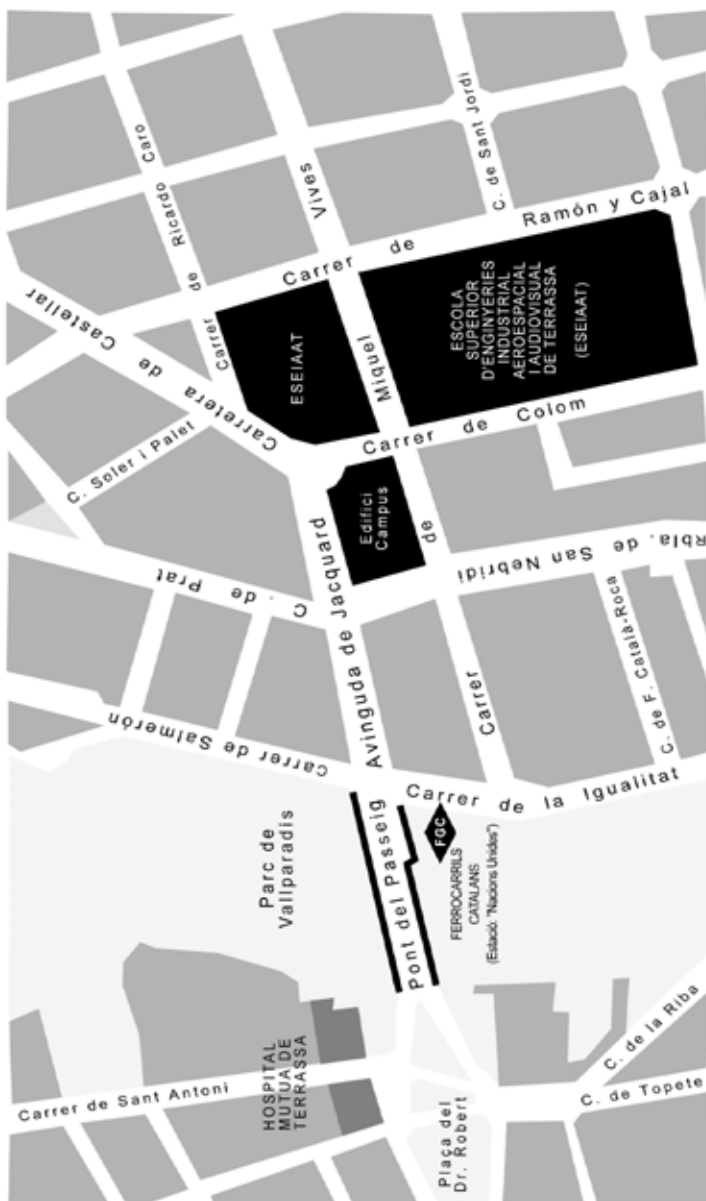 Carrer de Ricardo Caro
Vives
C. de Sant Jordi
Carrer de Ramón y Cajal
Carretera de Castellar
ESEIAAT
Miquel
ESCOLA
SUPERIOR
D'ENGINYERIES
INDUSTRIAL
AEROESPACIAL
I AUDIOVISUAL
DE TERRASSA
(ESEIAAT)
Carrer de Colom
C. Soler i Palet
Edifici
Campus
de
C. de Prat
Avinguda de Jacquard
Rbla. de San Nebridi
C. de F. Català-Roca
Carrer
Carrer de Salmerón
Carrer de la Igualitat
Parc de
Vallparadís
Pont del Passeig
FGC
FERROCARRILS
CATALANS
(Estació: "Nacions Unides")
HOSPITAL
MUTUA DE
TERRASSA
Carrer de Sant Antoni
Plaça del
Dr. Robert
C. de la Riba
C. de Topete